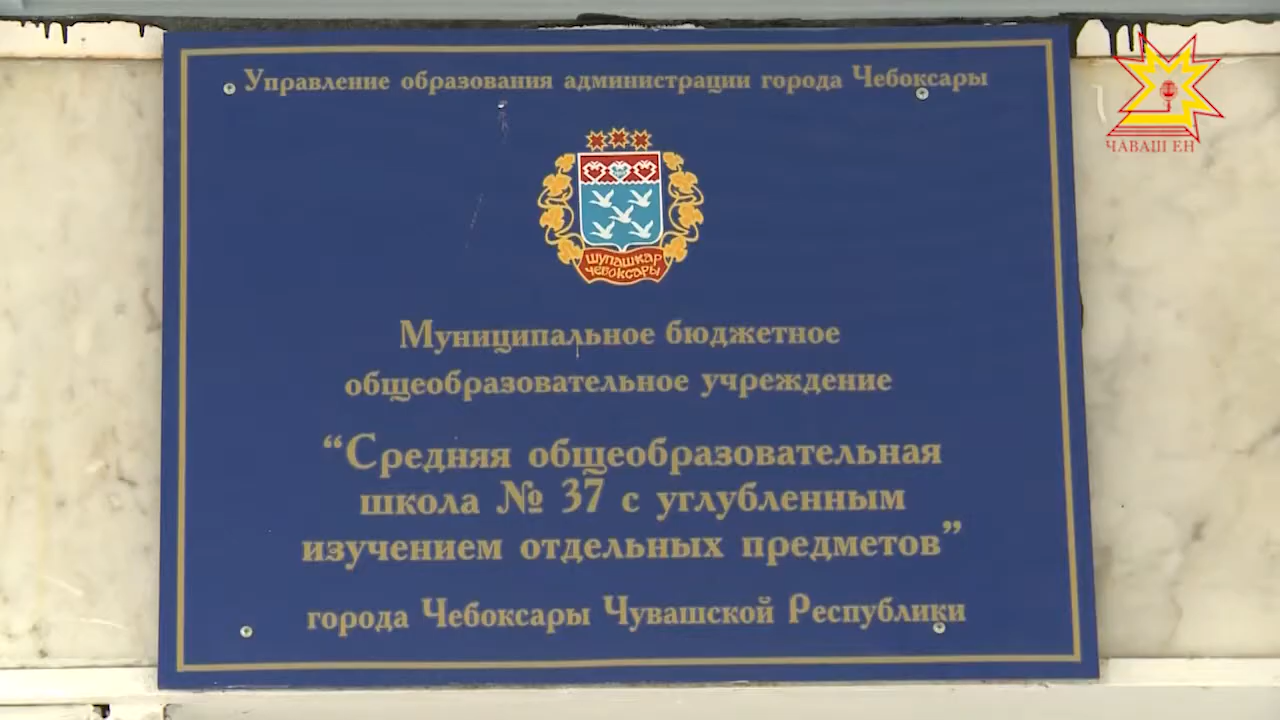 Управление образования администрации города Чебоксары
ЧĂВАШ ЕН
ШУПАШКАР
ЧЕБОКСАРЫ
Муниципальное бюджетное
общеобразовательное учреждение
“Средняя общеобразовательная
школа № 37 с углубленным
изучением отдельных предметов”
города Чебоксары Чувашской Республики